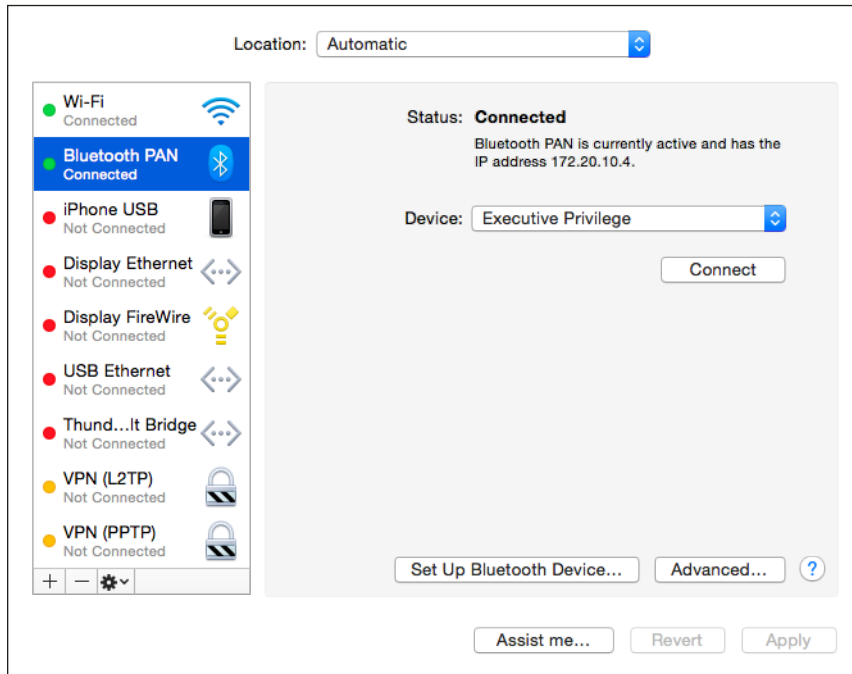 Location: Automatic
Wi-Fi
Connected
Bluetooth PAN
Connected
iPhone USB
Not Connected
Display Ethernet
Not Connected
Display FireWire
Not Connected
USB Ethernet
Not Connected
Thund...lt Bridge
Not Connected
VPN (L2TP)
Not Connected
VPN (PPTP)
Not Connected
Status: Connected
Bluetooth PAN is currently active and has the
IP address 172.20.10.4.
Device: Executive Privilege
Connect
Set Up Bluetooth Device... Advanced... ?
Assist me... Revert Apply